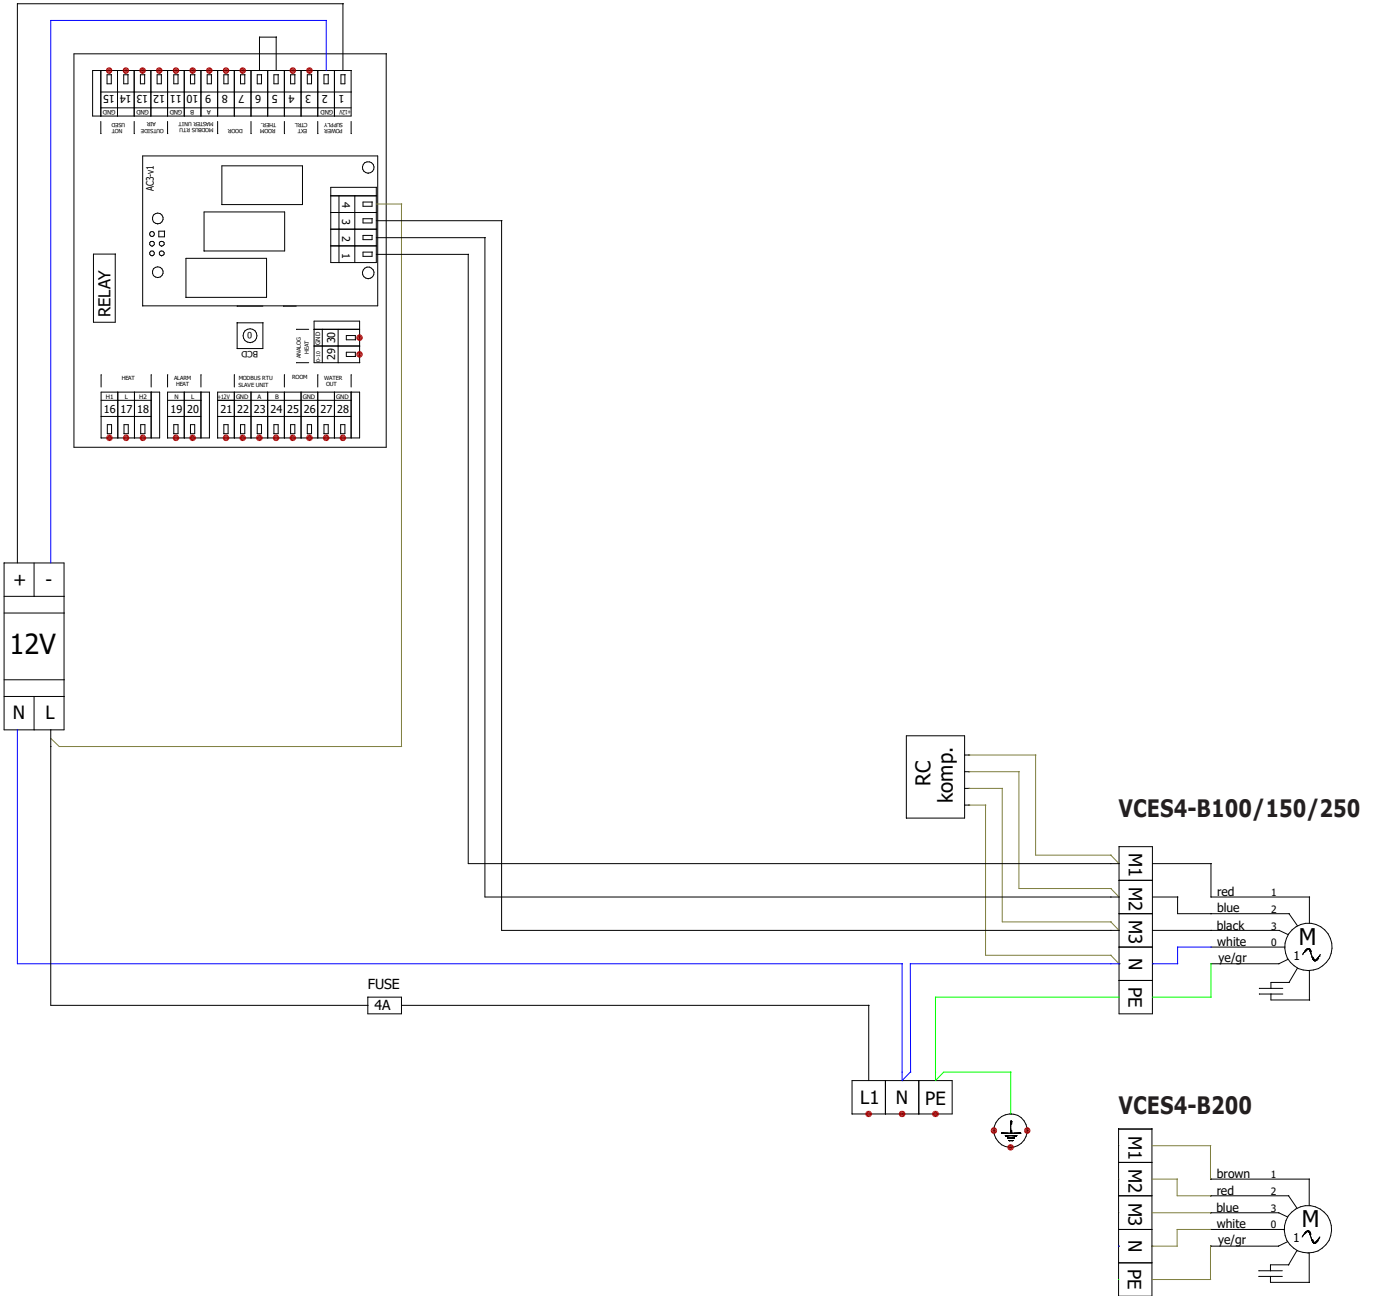 15 14 13 12 11 10 9 8 7 6 5 4 3 2 1
GND GND GND B A GND +12V
NOT USED
OUTSIDE AIR
MODBUS RTU MASTER UNIT
DOOR
ROOM THER.
EXT CTRL
POWER SUPPLY
AC3-v1
4
3
2
1
RELAY
0
BCD
ANALOG HEAT
GND 30
0-10 29
HEAT
ALARM HEAT
MODBUS RTU SLAVE UNIT
ROOM
WATER OUT
H1 L H2 N L +12V GND A B GND GND
16 17 18 19 20 21 22 23 24 25 26 27 28
+ -
12V
N L
RC komp.
VCES4-B100/150/250
M1
M2
M3
N
PE
red 1
blue 2
black 3
white 0
ye/gr
M
1
FUSE
4A
L1 N PE
VCES4-B200
M1
M2
M3
N
PE
brown 1
red 2
blue 3
white 0
ye/gr
M
1